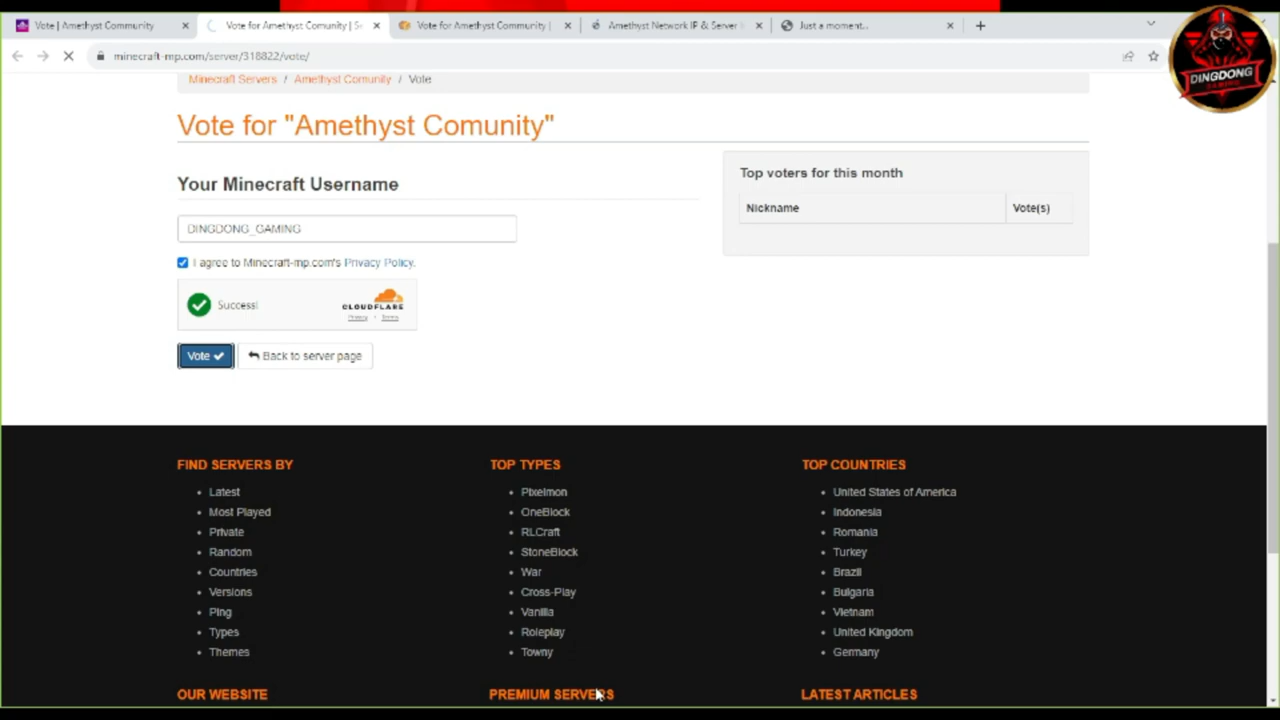 Vote | Amethyst Community
Vote for Amethyst Comunity | Se
Vote for Amethyst Community |
Amethyst Network IP & Server
Just a moment...
minecraft-mp.com/server/318822/vote/
DINGDONG
GAMING
Minecraft Servers / Amethyst Comunity / Vote
Vote for "Amethyst Comunity"
Your Minecraft Username
DINGDONG_GAMING
I agree to Minecraft-mp.com's Privacy Policy.
Success!
CLOUDFLARE
Privacy • Terms
Vote
Back to server page
Top voters for this month
Nickname
Vote(s)
FIND SERVERS BY
Latest
Most Played
Private
Random
Countries
Versions
Ping
Types
Themes
TOP TYPES
Pixelmon
OneBlock
RLCraft
StoneBlock
War
Cross-Play
Vanilla
Roleplay
Towny
TOP COUNTRIES
United States of America
Indonesia
Romania
Turkey
Brazil
Bulgaria
Vietnam
United Kingdom
Germany
OUR WEBSITE
PREMIUM SERVERS
LATEST ARTICLES